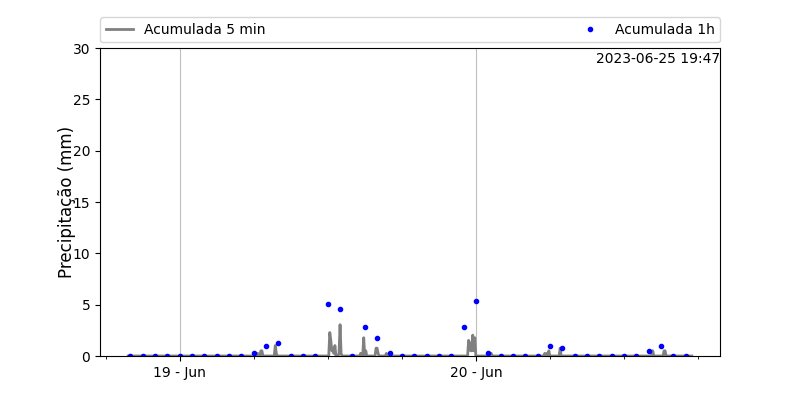 Acumulada 5 min
Acumulada 1h
2023-06-25 19:47
Precipitação (mm)
30
25
20
15
10
5
0
19 - Jun
20 - Jun